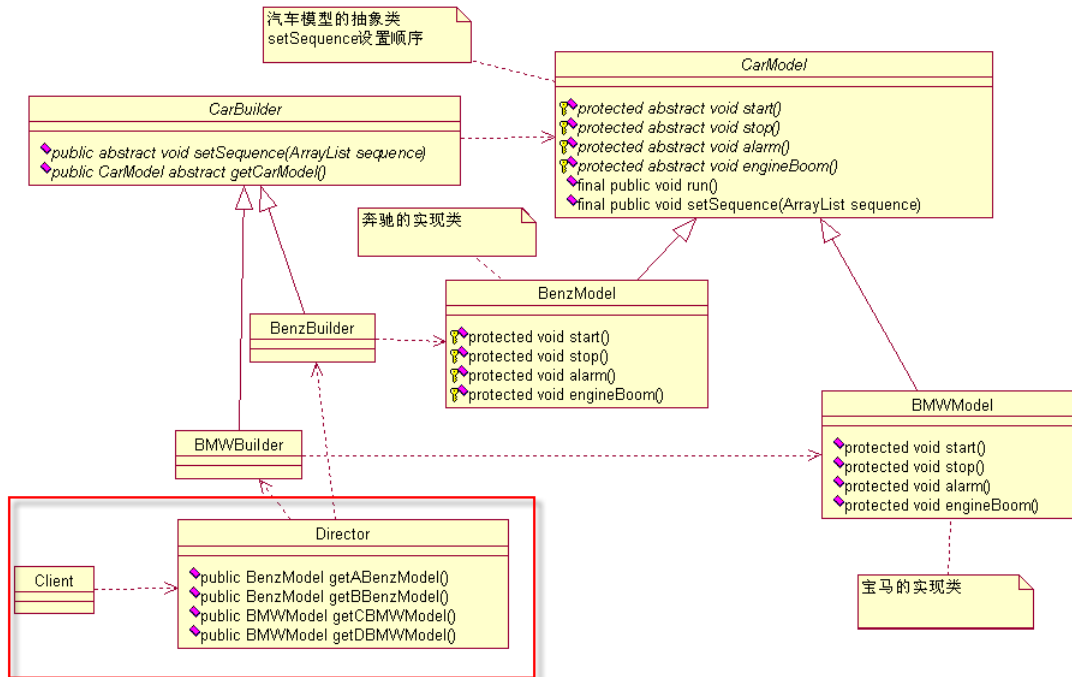 汽车模型的抽象类
setSequence设置顺序
CarModel
protected abstract void start()
protected abstract void stop()
protected abstract void alarm()
protected abstract void engineBoom()
final public void run()
final public void setSequence(ArrayList sequence)
CarBuilder
public abstract void setSequence(ArrayList sequence)
public CarModel abstract getCarModel()
奔驰的实现类
BenzModel
protected void start()
protected void stop()
protected void alarm()
protected void engineBoom()
BenzBuilder
BMWModel
protected void start()
protected void stop()
protected void alarm()
protected void engineBoom()
BMWBuilder
Director
public BenzModel getABenzModel()
public BenzModel getBBenzModel()
public BMWModel getCBMWModel()
public BMWModel getDBMWModel()
Client
宝马的实现类